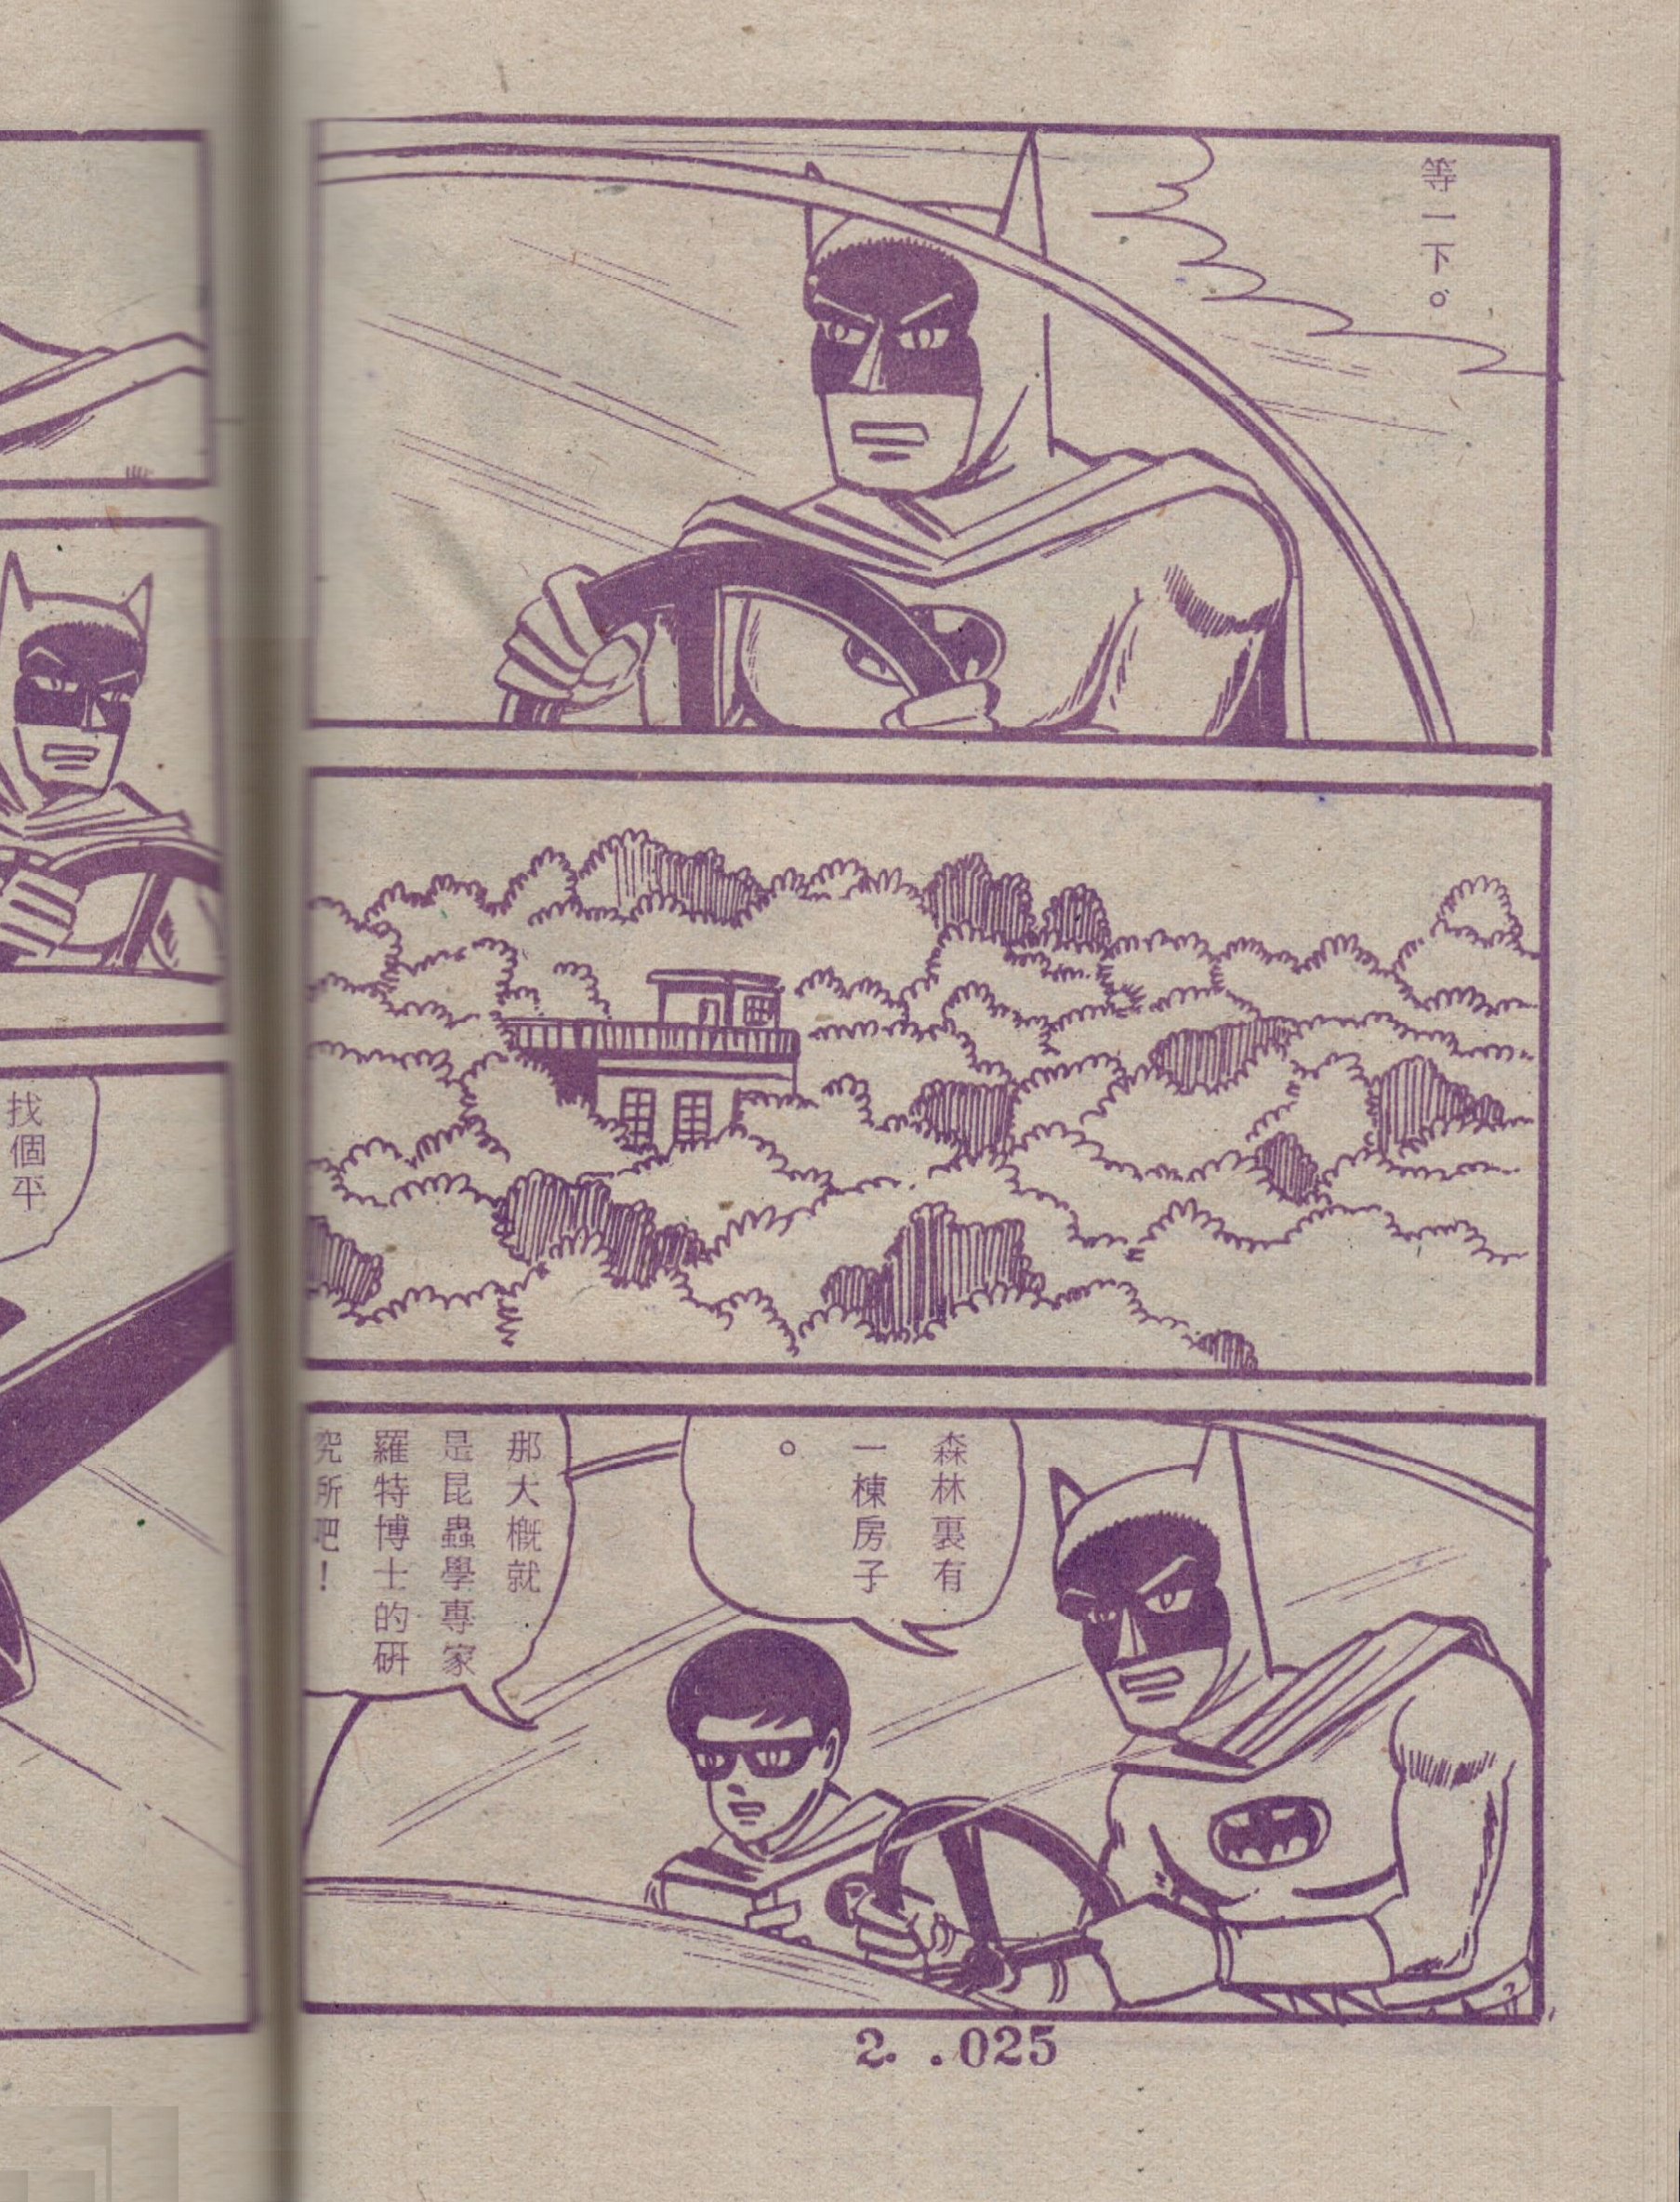 等一下。
森林裏有
一棟房子
。
那大概就
是昆蟲學專家
羅特博士的研
究所吧！
2. .025
找個平